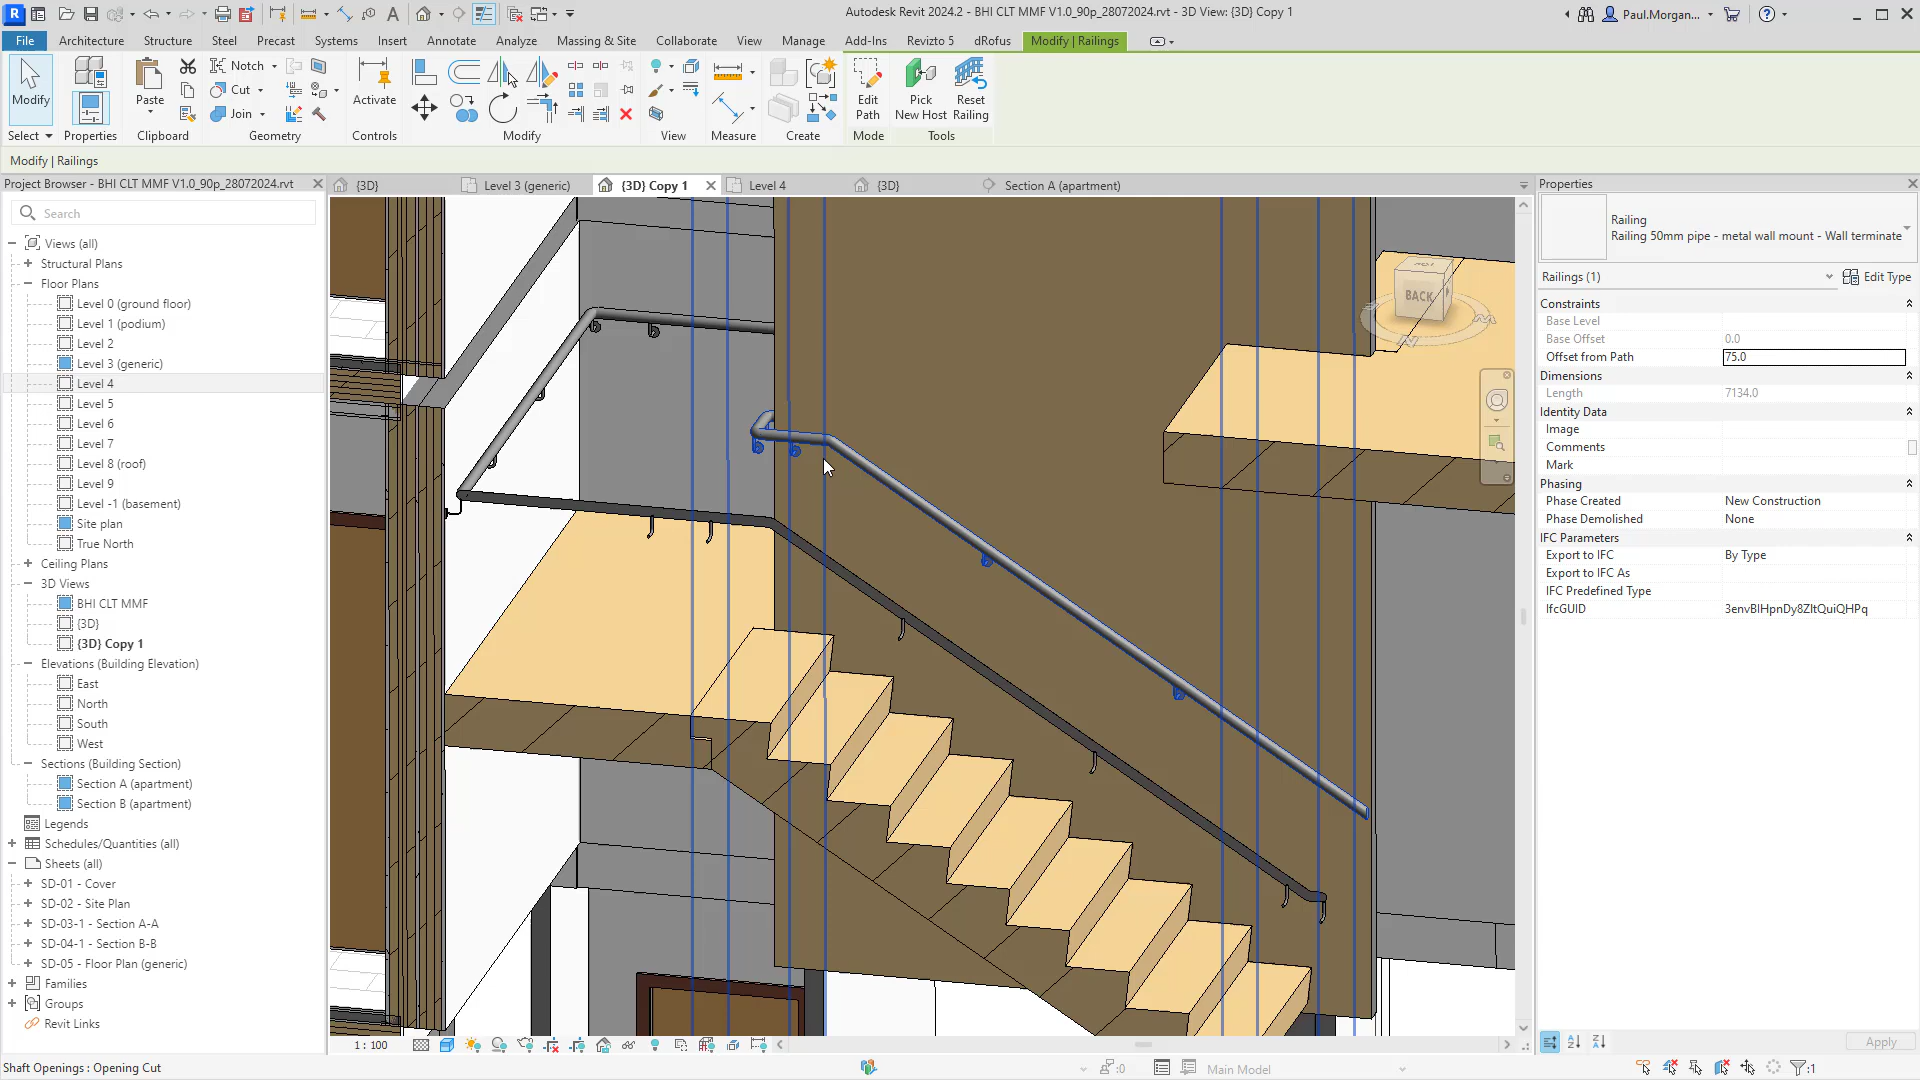 Autodesk Revit 2024.2 - BHI CLT MMF V1.0_90p_28072024.rvt - 3D View: {3D} Copy 1
Paul.Morgan...
File
Architecture
Structure
Steel
Precast
Systems
Insert
Annotate
Analyze
Massing & Site
Collaborate
View
Manage
Add-Ins
Revizto 5
dRofus
Modify | Railings
Modify
Paste
Notch
Cut
Join
Activate
Edit
Path
Pick
New Host
Reset
Railing
Select
Properties
Clipboard
Geometry
Controls
Modify
View
Measure
Create
Mode
Tools
Modify | Railings
Project Browser - BHI CLT MMF V1.0_90p_28072024.rvt
{3D}
Level 3 (generic)
{3D} Copy 1
Level 4
{3D}
Section A (apartment)
Properties
Search
Views (all)
Structural Plans
Floor Plans
Level 0 (ground floor)
Level 1 (podium)
Level 2
Level 3 (generic)
Level 4
Level 5
Level 6
Level 7
Level 8 (roof)
Level 9
Level -1 (basement)
Site plan
True North
Ceiling Plans
3D Views
BHI CLT MMF
{3D}
{3D} Copy 1
Elevations (Building Elevation)
East
North
South
West
Sections (Building Section)
Section A (apartment)
Section B (apartment)
Legends
Schedules/Quantities (all)
Sheets (all)
SD-01 - Cover
SD-02 - Site Plan
SD-03-1 - Section A-A
SD-04-1 - Section B-B
SD-05 - Floor Plan (generic)
Families
Groups
Revit Links
BACK
Railing
Railing 50mm pipe - metal wall mount - Wall terminate
Railings (1)
Edit Type
Constraints
Base Level
Base Offset 0.0
Offset from Path 75.0
Dimensions
Length 7134.0
Identity Data
Image
Comments
Mark
Phasing
Phase Created New Construction
Phase Demolished None
IFC Parameters
Export to IFC By Type
Export to IFC As
IFC Predefined Type
IfcGUID 3envBIHpnDy8ZItQuiQHPq
1 : 100
Apply
Shaft Openings : Opening Cut
:0
Main Model
:1